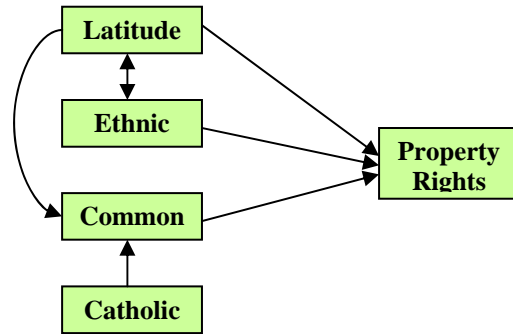 Latitude
Ethnic
Property
Rights
Common
Catholic